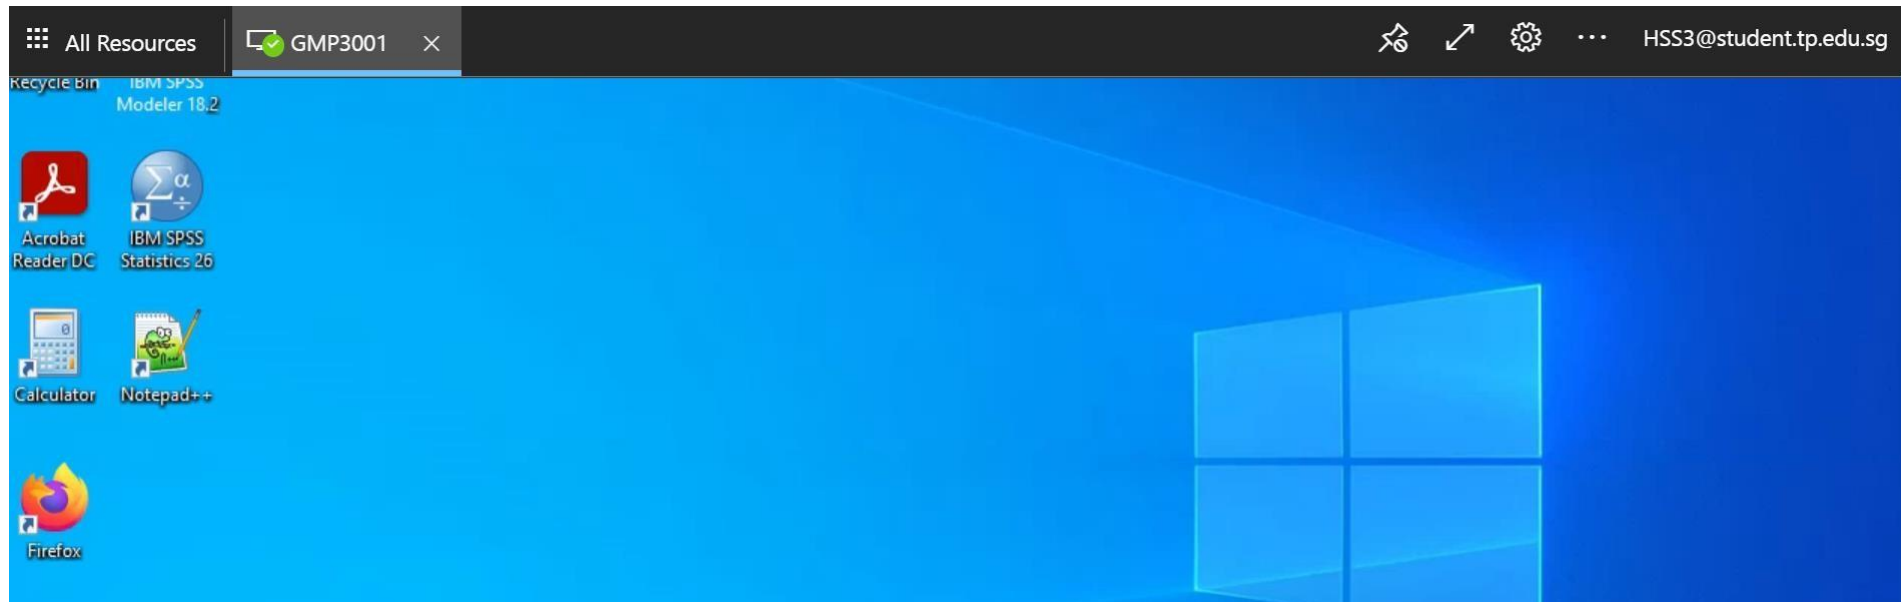 All Resources
GMP3001
HSS3@student.tp.edu.sg
Recycle Bin
IBM SPSS
Modeler 18.2
Acrobat
Reader DC
IBM SPSS
Statistics 26
Calculator
Notepad++
Firefox